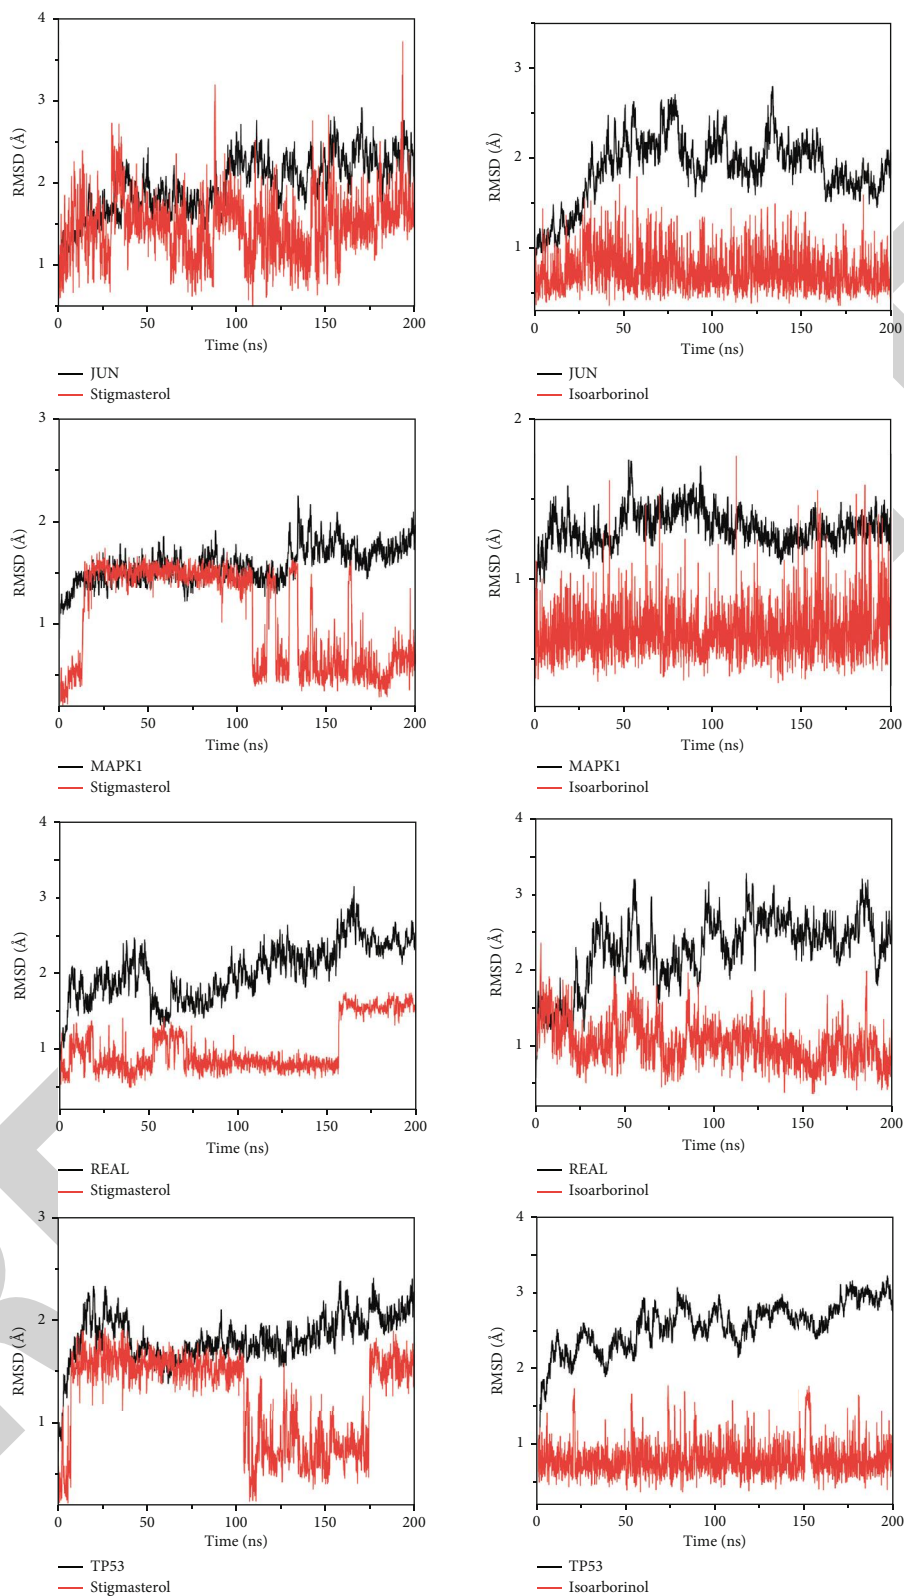 4
3
2
1
RMSD (Å)
0 50 100 150 200
Time (ns)
JUN
Stigmasterol
3
2
1
RMSD (Å)
0 50 100 150 200
Time (ns)
JUN
Isoarborinol
3
2
1
RMSD (Å)
0 50 100 150 200
Time (ns)
MAPK1
Stigmasterol
2
1
RMSD (Å)
0 50 100 150 200
Time (ns)
MAPK1
Isoarborinol
4
3
2
1
RMSD (Å)
0 50 100 150 200
Time (ns)
REAL
Stigmasterol
4
3
2
1
RMSD (Å)
0 50 100 150 200
Time (ns)
REAL
Isoarborinol
3
2
1
RMSD (Å)
0 50 100 150 200
Time (ns)
TP53
Stigmasterol
4
3
2
1
RMSD (Å)
0 50 100 150 200
Time (ns)
TP53
Isoarborinol